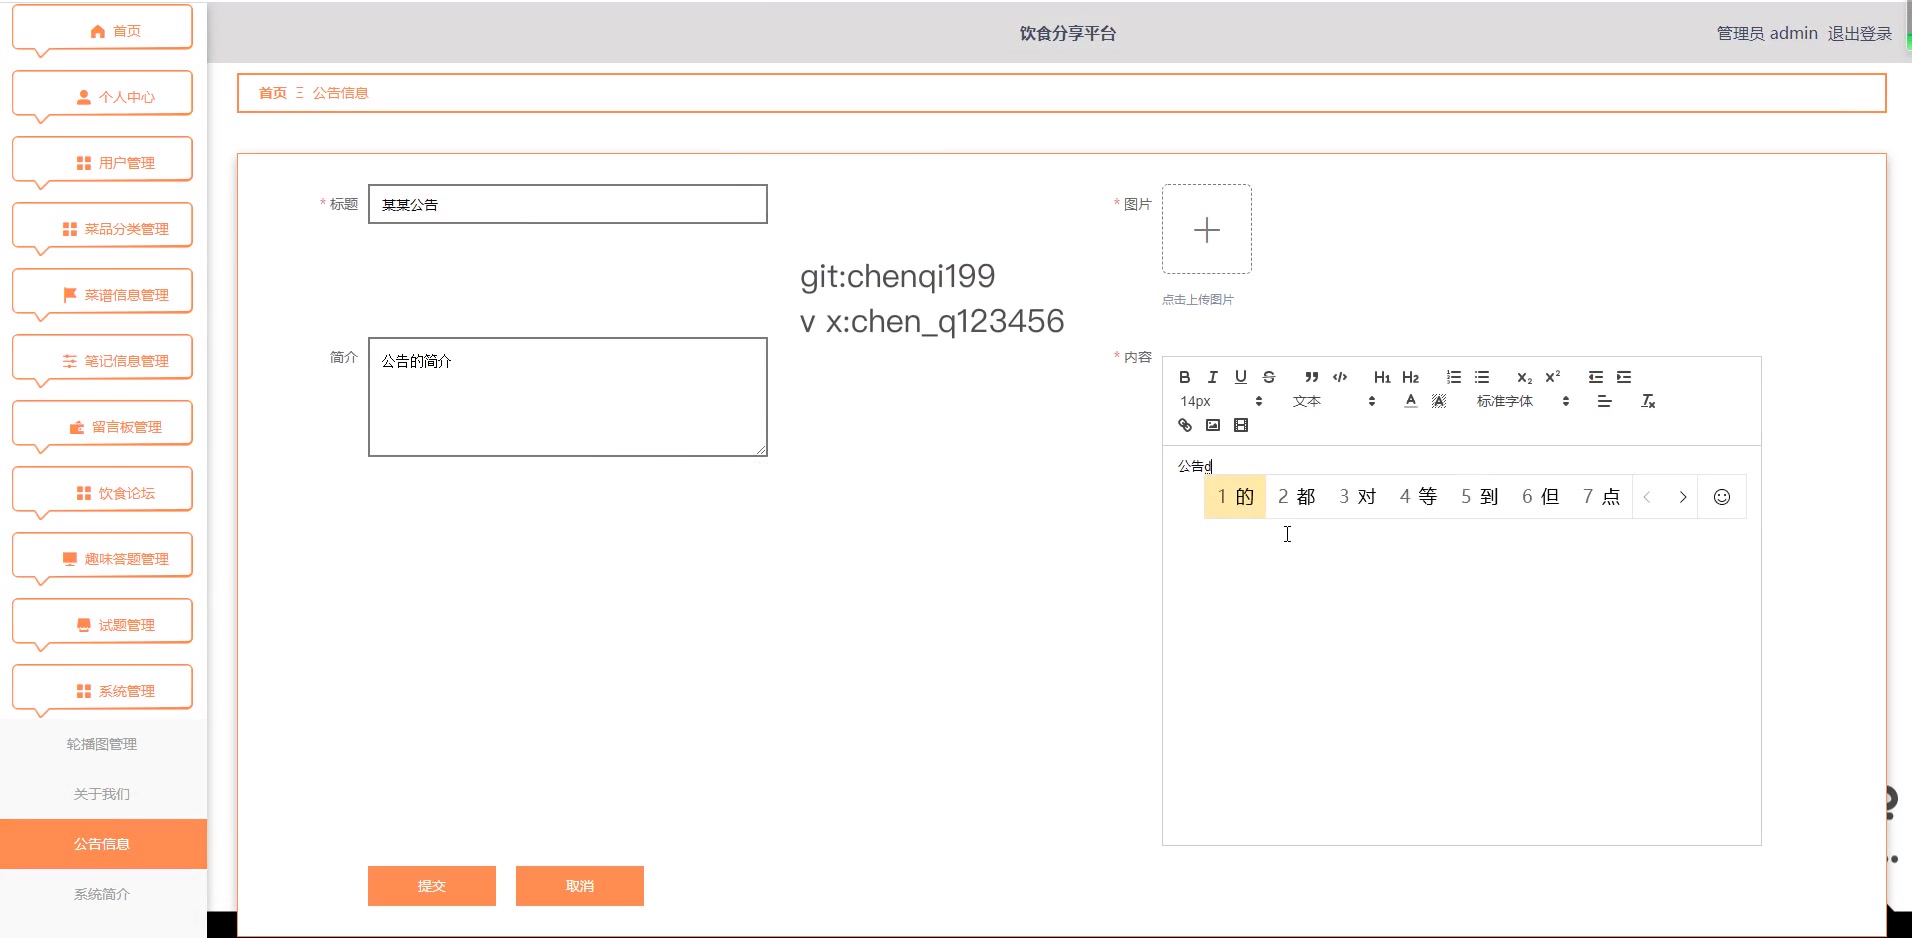 首页
个人中心
用户管理
菜品分类管理
菜谱信息管理
笔记信息管理
留言板管理
饮食论坛
趣味答题管理
试题管理
系统管理
轮播图管理
关于我们
公告信息
系统简介
饮食分享平台
管理员 admin 退出登录
首页 Ξ 公告信息
* 标题 某某公告
* 图片
点击上传图片
git:chenqi199
v x:chen_q123456
简介 公告的简介
* 内容
B I U S ” </> H1 H2 X2 X2
14px 文本 A A 标准字体 Tx
公告d
1 的 2 都 3 对 4 等 5 到 6 但 7 点
提交 取消